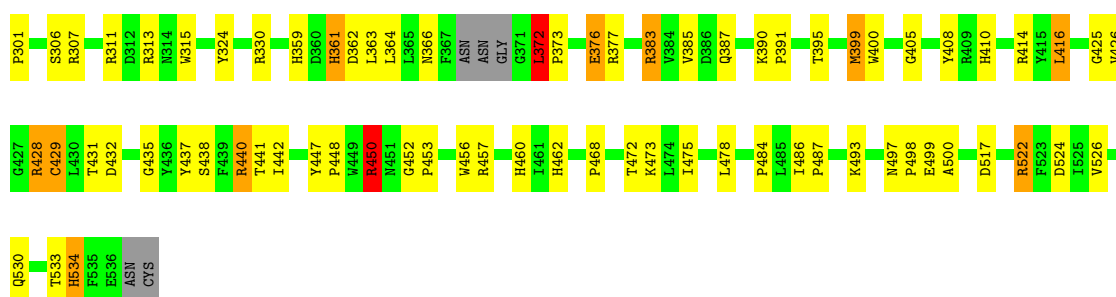 P301 S306 R307 R311 D312 R313 N314 W315 Y324 R330 H359 D360 H361 D362 L363 L364 L365 N366 F367 ASN ASN GLY G371 L372 P373 E376 R377 R383 V384 V385 D386 Q387 K390 P391 T395 M399 W400 G405 Y408 R409 H410 R414 Y415 L416 G425 V426
G427 R428 C429 L430 T431 D432 G435 Y436 Y437 S438 F439 R440 T441 I442 Y447 P448 W449 R450 N451 G452 P453 W456 R457 H460 I461 H462 P468 T472 K473 L474 I475 L478 P484 L485 I486 P487 K493 N497 P498 E499 A500 D517 R522 F523 D524 I525 V526
Q530 T533 H534 F535 E536 ASN CYS